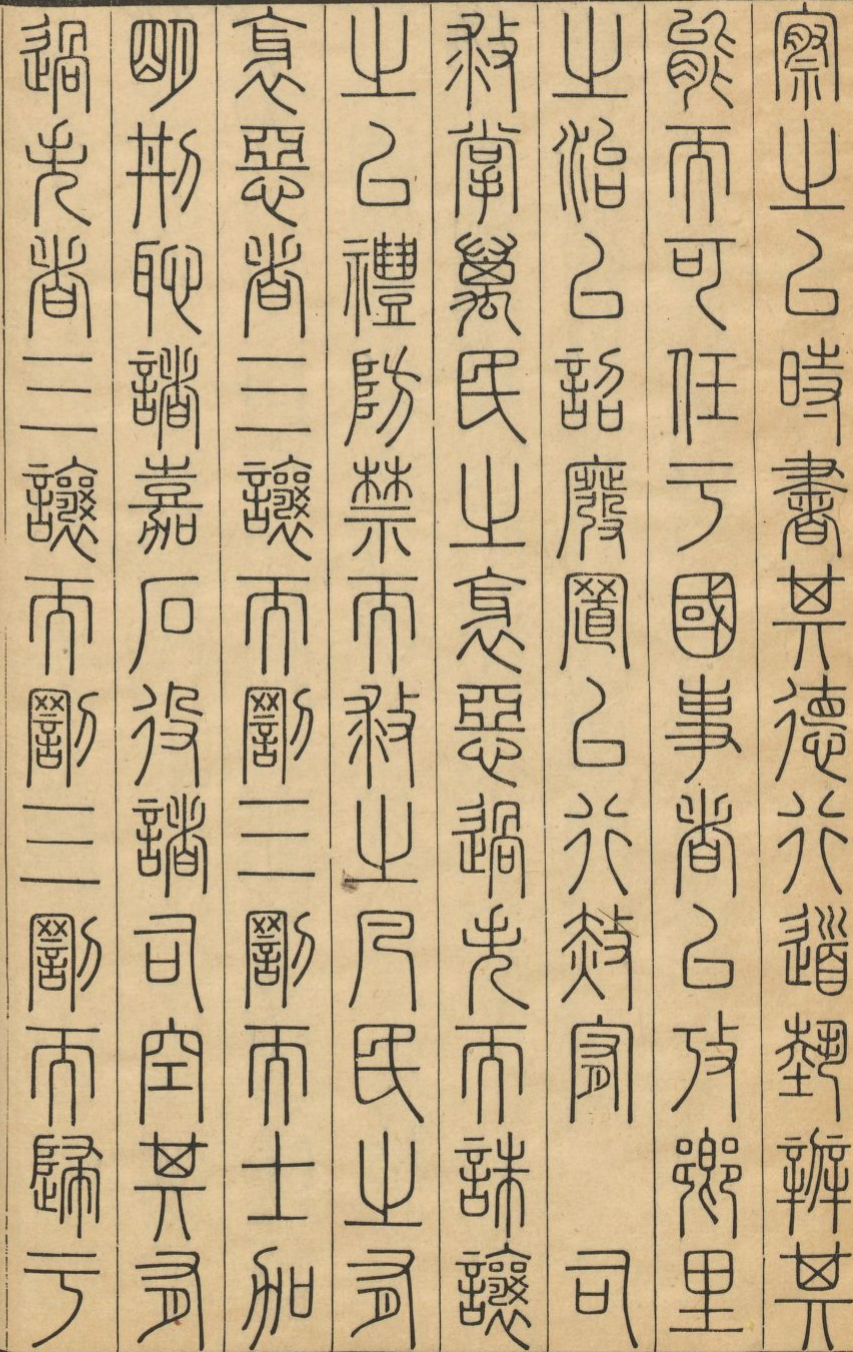 察之以時書其德行道藝辨其
能而可任于國事者以攷鄉里
之治以詔廢置以行赦宥　司
救掌萬民之衺惡過失而誅讓
之以禮防禁而救之凡民之有
衺惡者三讓而罰三罰而士加
明刑恥諸嘉石役諸司空其有
過失者三讓而罰三罰而歸于